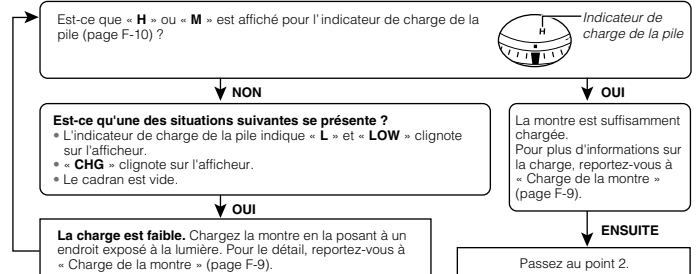 Est-ce que « H » ou « M » est affiché pour l'indicateur de charge de la
pile (page F-10) ?
H
Indicateur de
charge de la pile
NON
OUI
Est-ce qu'une des situations suivantes se présente ?
• L'indicateur de charge de la pile indique « L » et « LOW » clignote
sur l'afficheur.
• « CHG » clignote sur l'afficheur.
• Le cadran est vide.
La montre est suffisamment
chargée.
Pour plus d'informations sur
la charge, reportez-vous à
« Charge de la montre »
(page F-9).
OUI
ENSUITE
La charge est faible. Chargez la montre en la posant à un
endroit exposé à la lumière. Pour le détail, reportez-vous à
« Charge de la montre » (page F-9).
Passez au point 2.